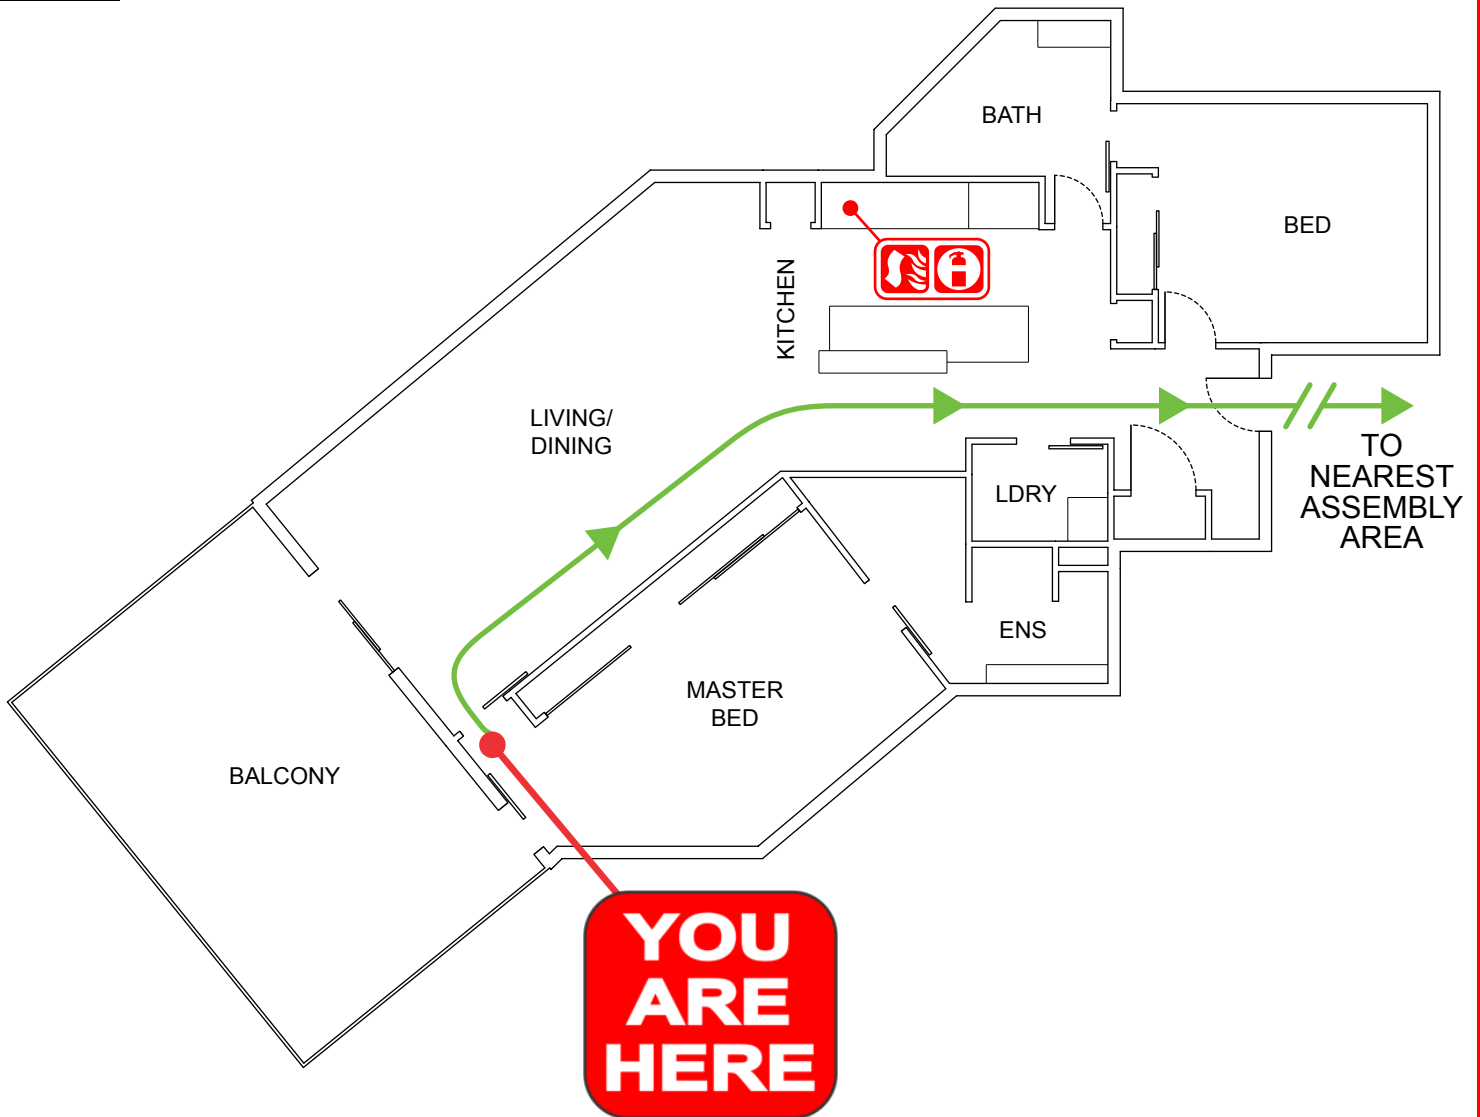 BATH
BED
KITCHEN
LIVING/
DINING
TO
NEAREST
ASSEMBLY
AREA
LDRY
ENS
MASTER
BED
BALCONY
YOU
ARE
HERE